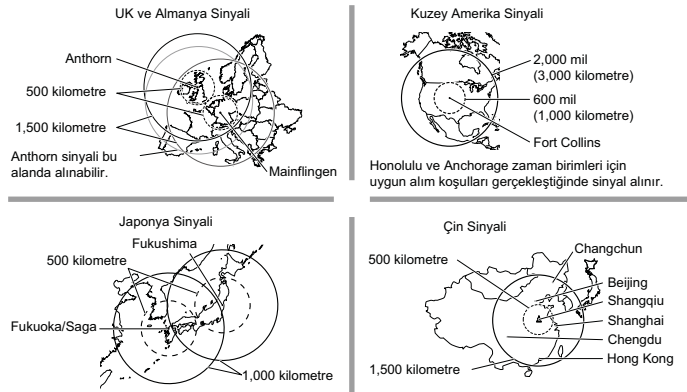 UK ve Almanya Sinyali
Anthorn
500 kilometre
1,500 kilometre
Anthorn sinyali bu
alanda alınabilir.
Mainflingen
Kuzey Amerika Sinyali
2,000 mil
(3,000 kilometre)
600 mil
(1,000 kilometre)
Fort Collins
Honolulu ve Anchorage zaman birimleri için
uygun alım koşulları gerçekleştiğinde sinyal alınır.
Japonya Sinyali
Fukushima
500 kilometre
Fukuoka/Saga
1,000 kilometre
Çin Sinyali
Changchun
500 kilometre
Beijing
Shangqiu
Shanghai
Chengdu
Hong Kong
1,500 kilometre